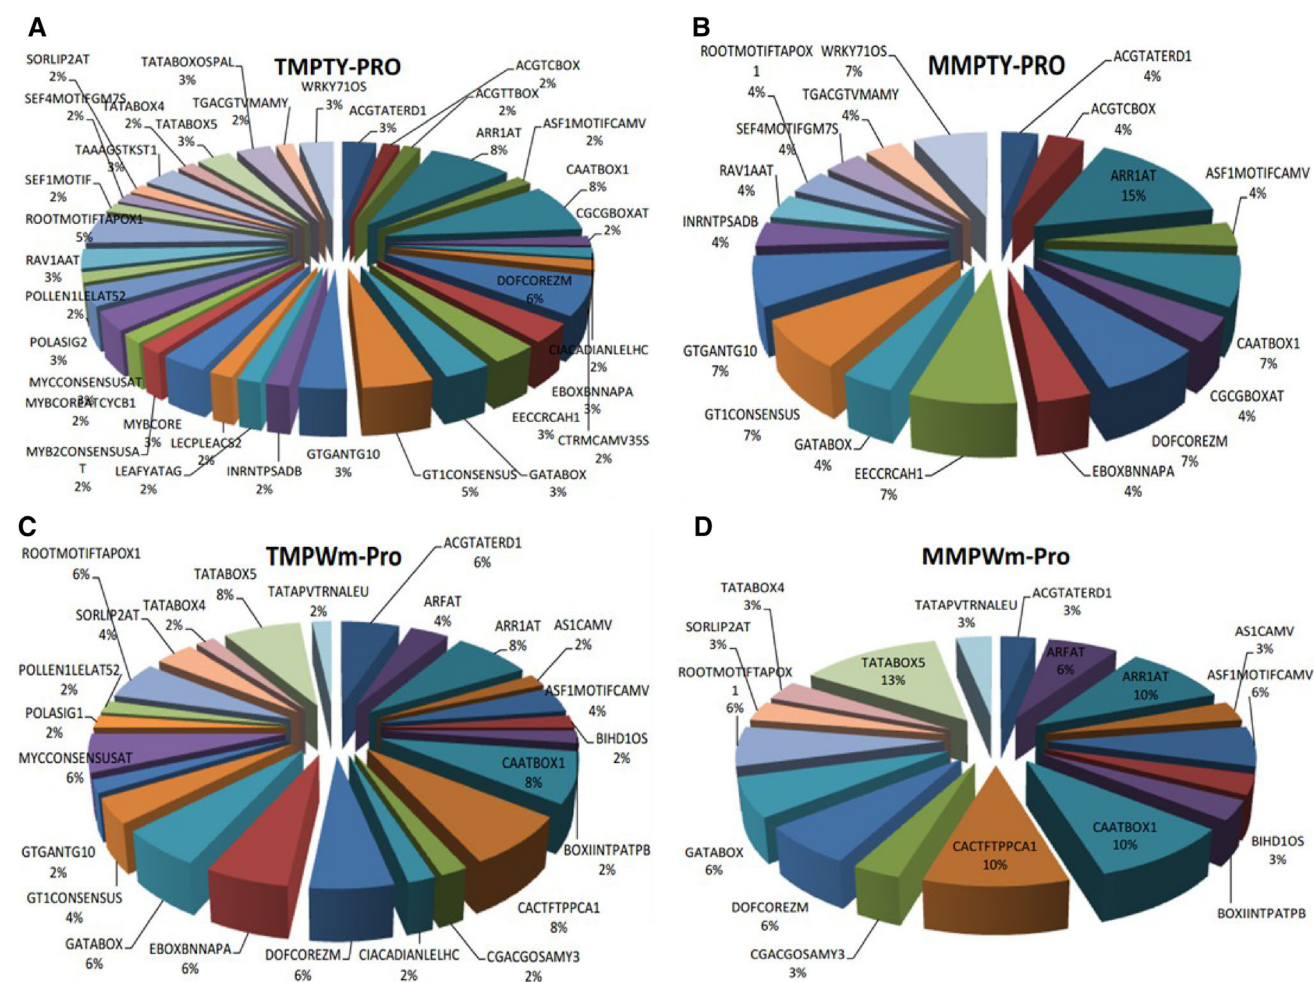 A
TMPTY-PRO
SORLIP2AT
2%
TATABOXOSPAL
3%
SEF4MOTIFGM7S
2%
TATABOX4
2%
TATABOX5
3%
TGACGTVMAMY
2%
WRKY71OS
3%
ACGTATERD1
3%
ACGTCBOX
2%
ACGTTBOX
2%
ARR1AT
8%
ASF1MOTIFCAMV
2%
CAATBOX1
8%
CGCGBOXAT
2%
DOFCOREZM
6%
CIACADIANLELHC
2%
EBOXBNNAPA
3%
EECCRCAH1
3%
CTRMCAMV35S
2%
GATABOX
3%
GT1CONSENSUS
5%
GTGANTG10
3%
INRNTPSADB
2%
LEAFYATAG
2%
LECPLEACS2
2%
MYBCORE
3%
MYB2CONSENSUSA
T
2%
MYBCOREATCYCB1
2%
MYCCONSENSUSAT
3%
POLASIG2
3%
POLLEN1LELAT52
2%
RAV1AAT
3%
ROOTMOTIFTAPOX1
5%
SEF1MOTIF
2%
TAAAGSTKST1
3%
B
MMPTY-PRO
ROOTMOTIFTAPOX
1
4%
WRKY71OS
7%
TGACGTVMAMY
4%
SEF4MOTIFGM7S
4%
RAV1AAT
4%
INRNTPSADB
4%
ACGTATERD1
4%
ACGTCBOX
4%
ARR1AT
15%
ASF1MOTIFCAMV
4%
CAATBOX1
7%
CGCGBOXAT
4%
DOFCOREZM
7%
EBOXBNNAPA
4%
EECCRCAH1
7%
GATABOX
4%
GT1CONSENSUS
7%
GTGANTG10
7%
C
TMPWm-Pro
ROOTMOTIFTAPOX1
6%
TATABOX5
8%
TATAPVTRNALEU
2%
ACGTATERD1
6%
ARFAT
4%
ARR1AT
8%
AS1CAMV
2%
ASF1MOTIFCAMV
4%
BIHD1OS
2%
CAATBOX1
8%
BOXIINTPATPB
2%
CACTFTPPCA1
8%
CGACGOSAMY3
2%
CIACADIANLELHC
2%
DOFCOREZM
6%
EBOXBNNAPA
6%
GATABOX
6%
GT1CONSENSUS
4%
GTGANTG10
2%
MYCCONSENSUSAT
6%
POLASIG1
2%
POLLEN1LELAT52
2%
SORLIP2AT
4%
TATABOX4
2%
D
MMPWm-Pro
TATABOX4
3%
SORLIP2AT
3%
ROOTMOTIFTAPOX
1
6%
TATABOX5
13%
TATAPVTRNALEU
3%
ACGTATERD1
3%
ARFAT
6%
ARR1AT
10%
AS1CAMV
3%
ASF1MOTIFCAMV
6%
BIHD1OS
3%
BOXIINTPATPB
CAATBOX1
10%
CACTFTPPCA1
10%
CGACGOSAMY3
3%
DOFCOREZM
6%
GATABOX
6%